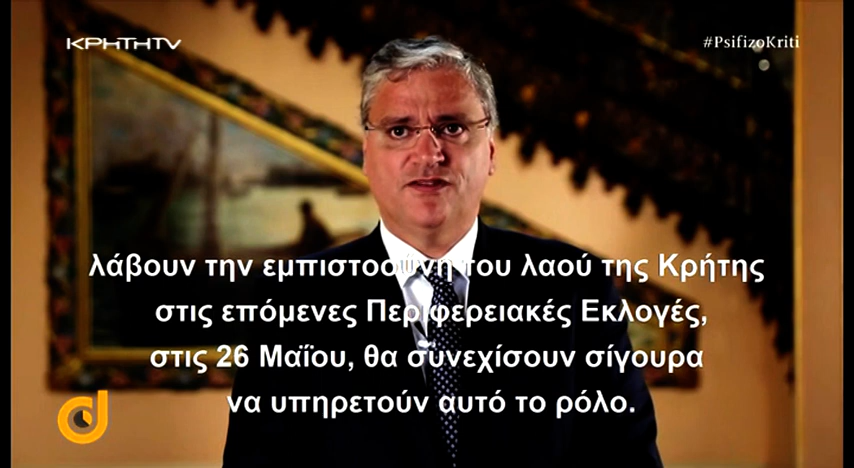 ΚΡΗΤΗTV
#PsifizoKriti
λάβουν την εμπιστοσύνη του λαού της Κρήτης
στις επόμενες Περιφερειακές Εκλογές,
στις 26 Μαΐου, θα συνεχίσουν σίγουρα
να υπηρετούν αυτό το ρόλο.